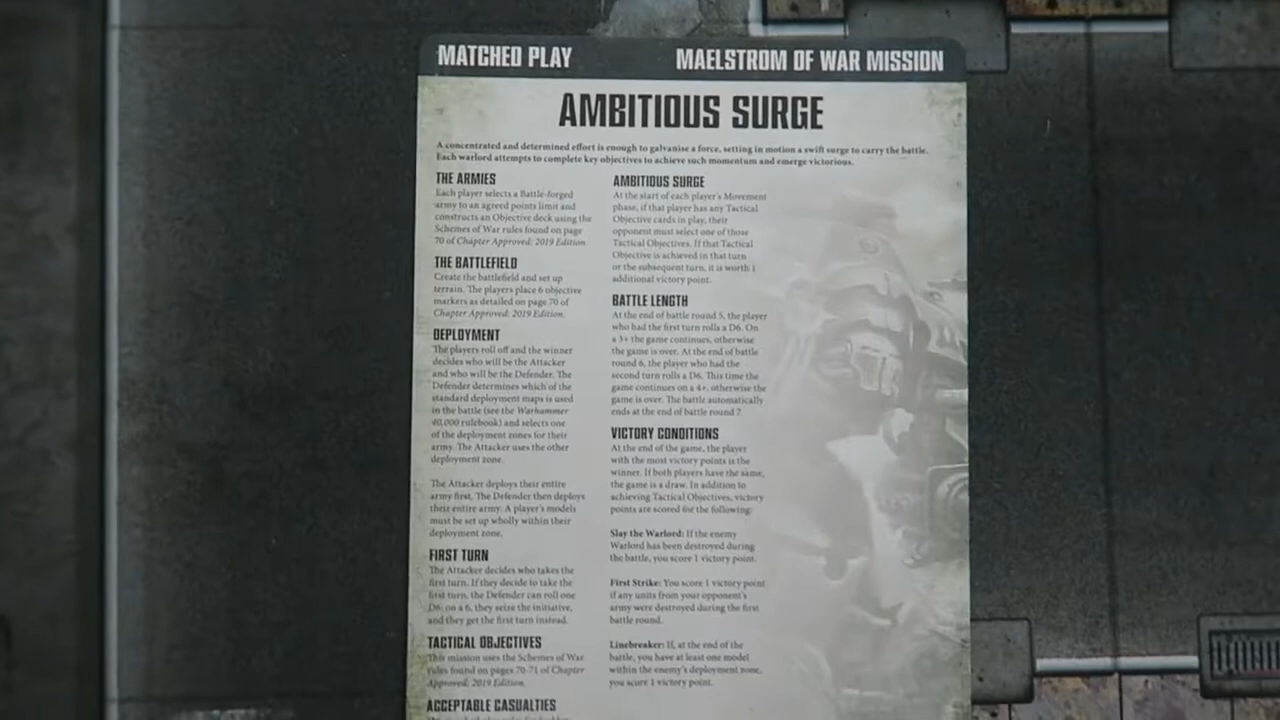 MATCHED PLAY
MAELSTROM OF WAR MISSION
AMBITIOUS SURGE
A concentrated and determined effort is enough to galvanise a force, setting in motion a swift surge to carry the battle.
Each warlord attempts to complete key objectives to achieve such momentum and emerge victorious.
THE ARMIES
Each player selects a Battle-forged
army to an agreed points limit and
constructs an Objective deck using the
Schemes of War rules found on page
70 of Chapter Approved: 2019 Edition.
THE BATTLEFIELD
Create the battlefield and set up
terrain. The players place 6 objective
markers as detailed on page 70 of
Chapter Approved: 2019 Edition.
DEPLOYMENT
The players roll off and the winner
decides who will be the Attacker
and who will be the Defender. The
Defender determines which of the
standard deployment maps is used
in the battle (see the Warhammer
40,000 rulebook) and selects one
of the deployment zones for their
army. The Attacker uses the other
deployment zone.
The Attacker deploys their entire
army first. The Defender then deploys
their entire army. A player's models
must be set up wholly within their
deployment zone.
FIRST TURN
The Attacker decides who takes the
first turn. If they decide to take the
first turn, the Defender can roll one
D6: on a 6, they seize the initiative,
and they get the first turn instead.
TACTICAL OBJECTIVES
This mission uses the Schemes of War
rules found on pages 70-71 of Chapter
Approved: 2019 Edition.
ACCEPTABLE CASUALTIES
AMBITIOUS SURGE
At the start of each player's Movement
phase, if that player has any Tactical
Objective cards in play, their
opponent must select one of those
Tactical Objectives. If that Tactical
Objective is achieved in that turn
or the subsequent turn, it is worth 1
additional victory point.
BATTLE LENGTH
At the end of battle round 5, the player
who had the first turn rolls a D6. On
a 3+ the game continues, otherwise
the game is over. At the end of battle
round 6, the player who had the
second turn rolls a D6. This time the
game continues on a 4+, otherwise the
game is over. The battle automatically
ends at the end of battle round 7.
VICTORY CONDITIONS
At the end of the game, the player
with the most victory points is the
winner. If both players have the same,
the game is a draw. In addition to
achieving Tactical Objectives, victory
points are scored for the following:
Slay the Warlord: If the enemy
Warlord has been destroyed during
the battle, you score 1 victory point.
First Strike: You score 1 victory point
if any units from your opponent's
army were destroyed during the first
battle round.
Linebreaker: If, at the end of the
battle, you have at least one model
within the enemy's deployment zone,
you score 1 victory point.